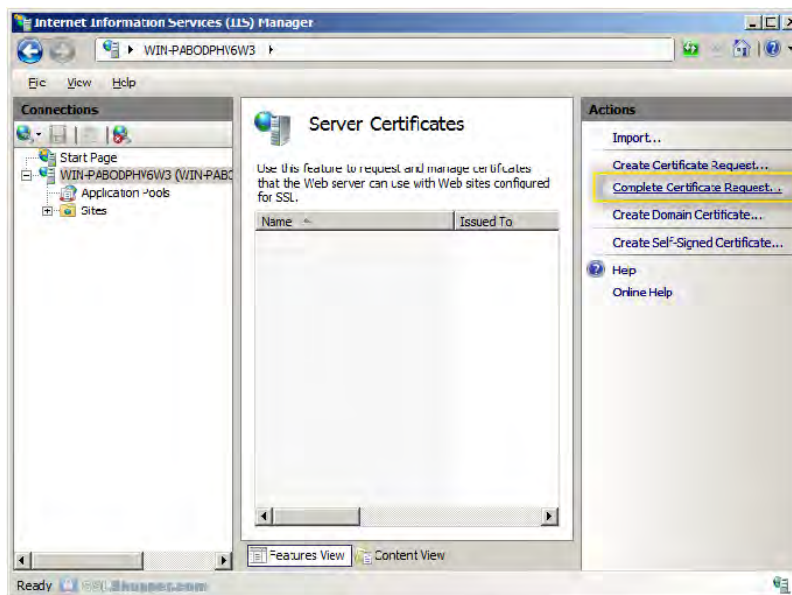 Internet Information Services (IIS) Manager
WIN-PABODPHV6W3
File View Help
Connections
Start Page
WIN-PABODPHV6W3 (WIN-PABO
Application Pools
Sites
Server Certificates
Use this feature to request and manage certificates
that the Web server can use with Web sites configured
for SSL.
Name Issued To
Features View Content View
Actions
Import...
Create Certificate Request...
Complete Certificate Request...
Create Domain Certificate...
Create Self-Signed Certificate...
Help
Online Help
Ready